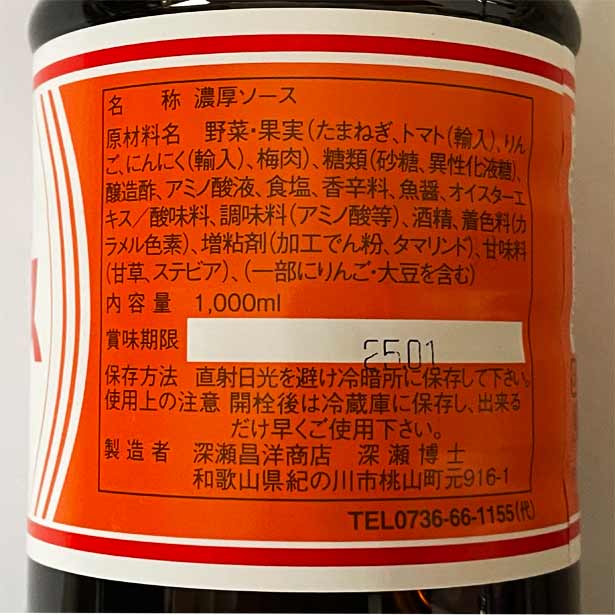 名 称 濃厚ソース
原材料名 野菜・果実(たまねぎ、トマト(輸入)、りん
ご、にんにく(輸入)、梅肉)、糖類(砂糖、異性化液糖)、
醸造酢、アミノ酸液、食塩、香辛料、魚醤、オイスターエ
キス/酸味料、調味料(アミノ酸等)、酒精、着色料(カ
ラメル色素)、増粘剤(加工でん粉、タマリンド)、甘味料
(甘草、ステビア)、(一部にりんご・大豆を含む)
内容量 1,000ml
賞味期限 2501
保存方法 直射日光を避け冷暗所に保存して下さい。
使用上の注意 開栓後は冷蔵庫に保存し、出来る
だけ早くご使用下さい。
製造者 深瀬昌洋商店 深瀬博士
和歌山県紀の川市桃山町元916-1
TEL0736-66-1155(代)